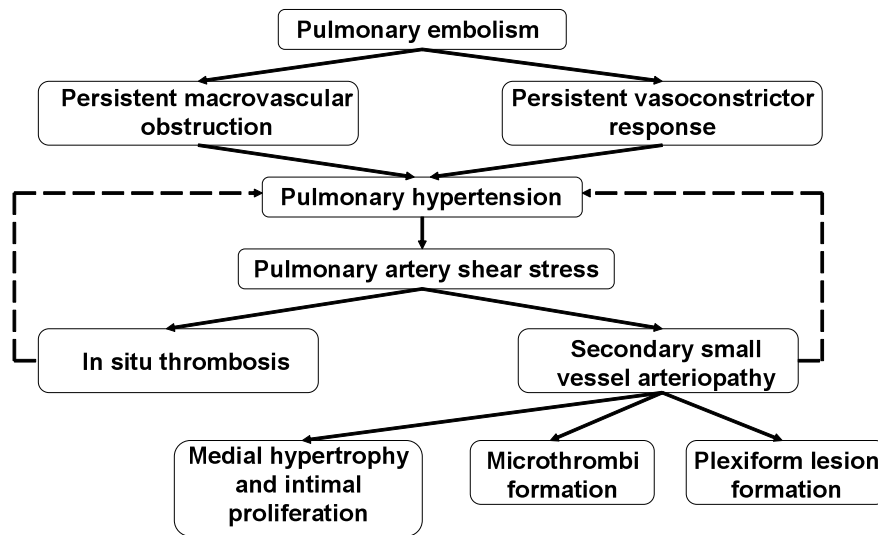 Pulmonary embolism
Persistent macrovascular
obstruction
Persistent vasoconstrictor
response
Pulmonary hypertension
Pulmonary artery shear stress
In situ thrombosis
Secondary small
vessel arteriopathy
Medial hypertrophy
and intimal
proliferation
Microthrombi
formation
Plexiform lesion
formation